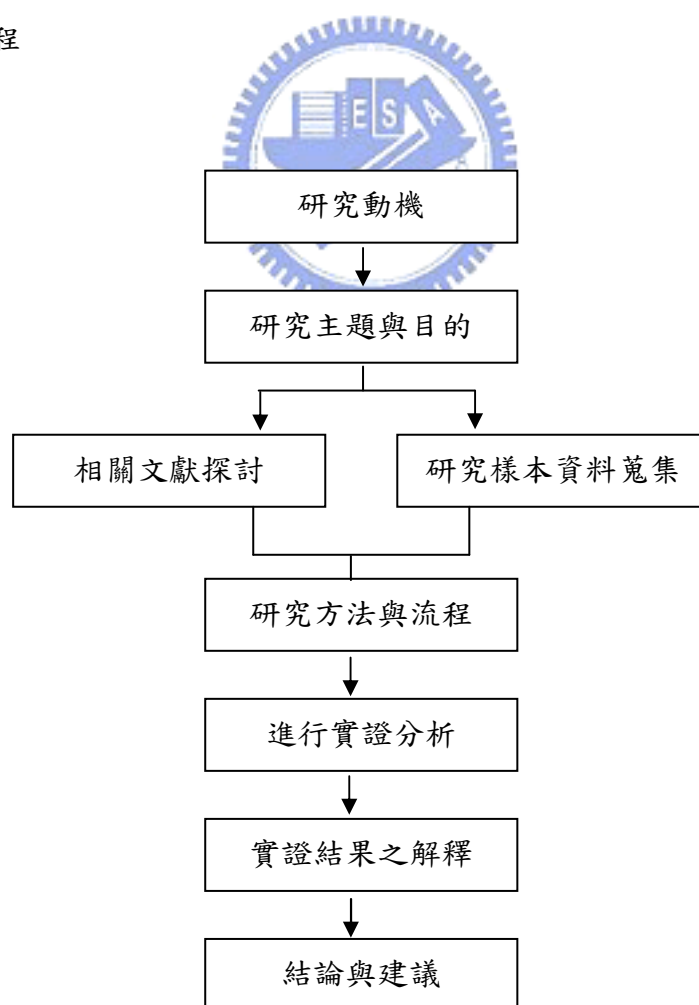 程
E S A
研究動機
研究主題與目的
相關文獻探討
研究樣本資料蒐集
研究方法與流程
進行實證分析
實證結果之解釋
結論與建議